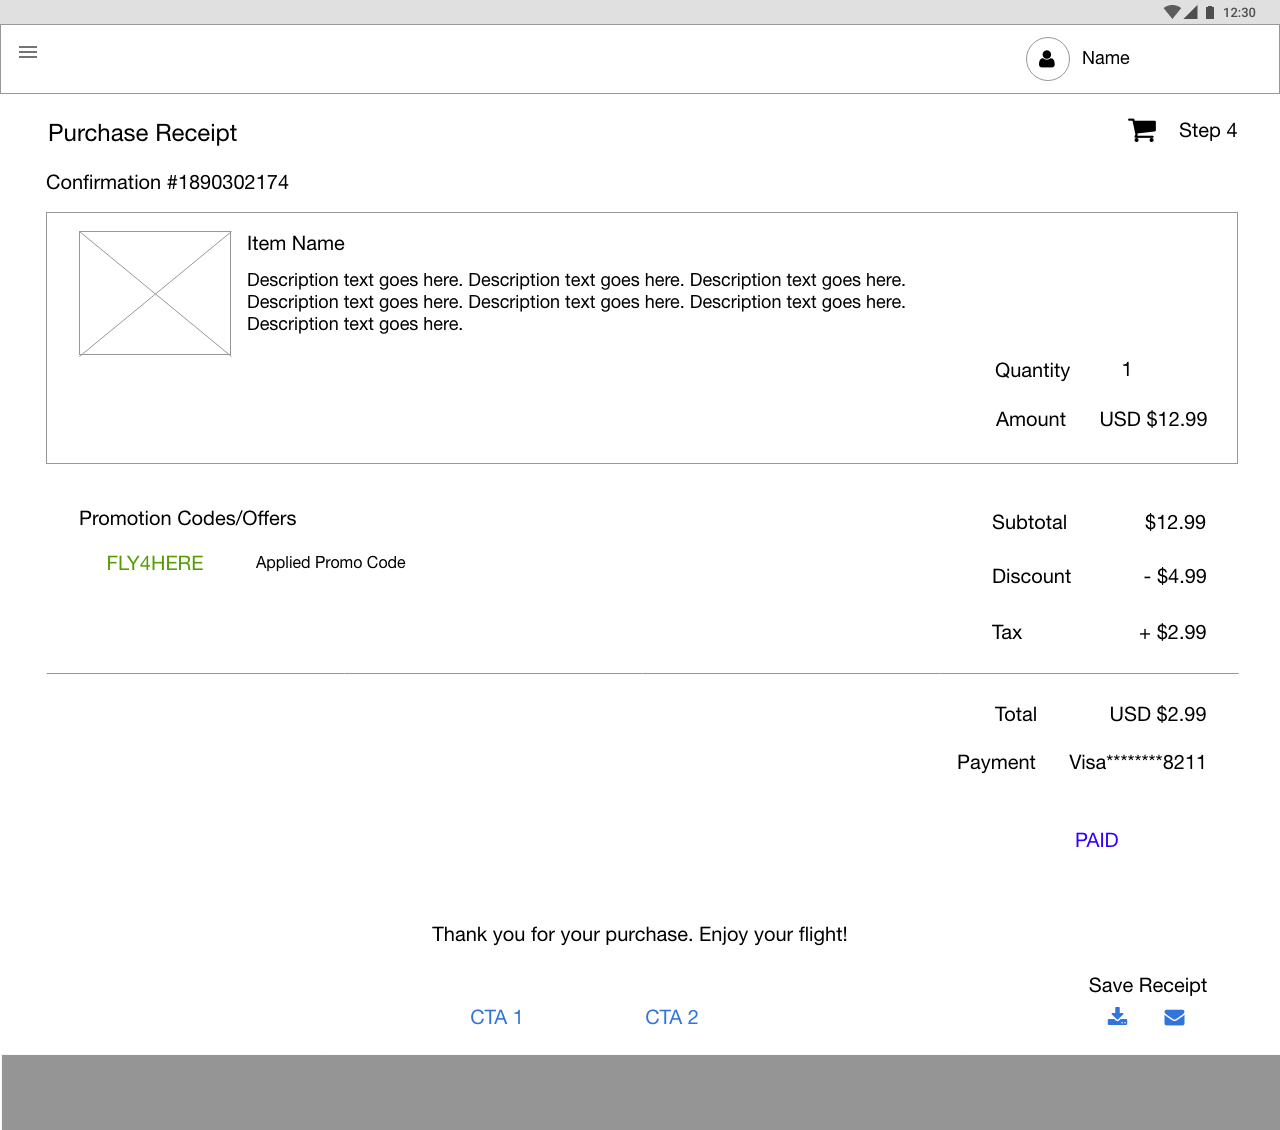 12:30
Name
Purchase Receipt
Step 4
Confirmation #1890302174
Item Name
Description text goes here. Description text goes here. Description text goes here.
Description text goes here. Description text goes here. Description text goes here.
Description text goes here.
Quantity 1
Amount USD $12.99
Promotion Codes/Offers
FLY4HERE Applied Promo Code
Subtotal $12.99
Discount - $4.99
Tax + $2.99
Total USD $2.99
Payment Visa********8211
PAID
Thank you for your purchase. Enjoy your flight!
Save Receipt
CTA 1 CTA 2